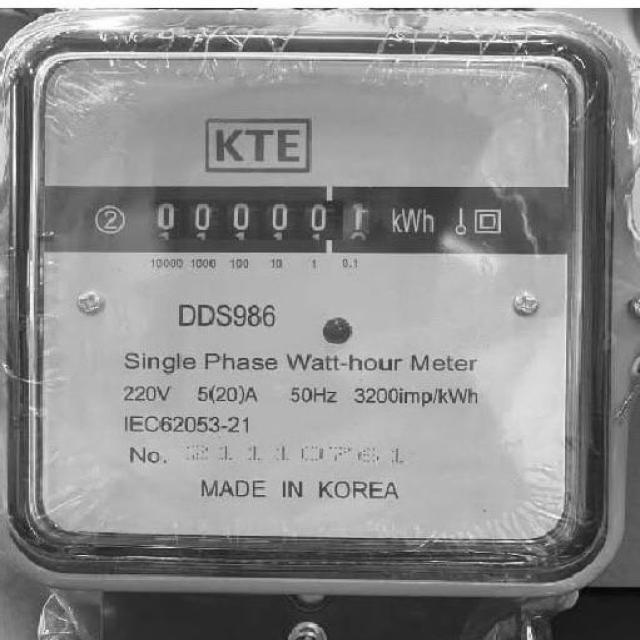 KTE
② 0 0 0 0 0 1 kWh
10000 1000 100 10 1 0.1
DDS986
Single Phase Watt-hour Meter
220V 5(20)A 50Hz 3200imp/kWh
IEC62053-21
No.
MADE IN KOREA